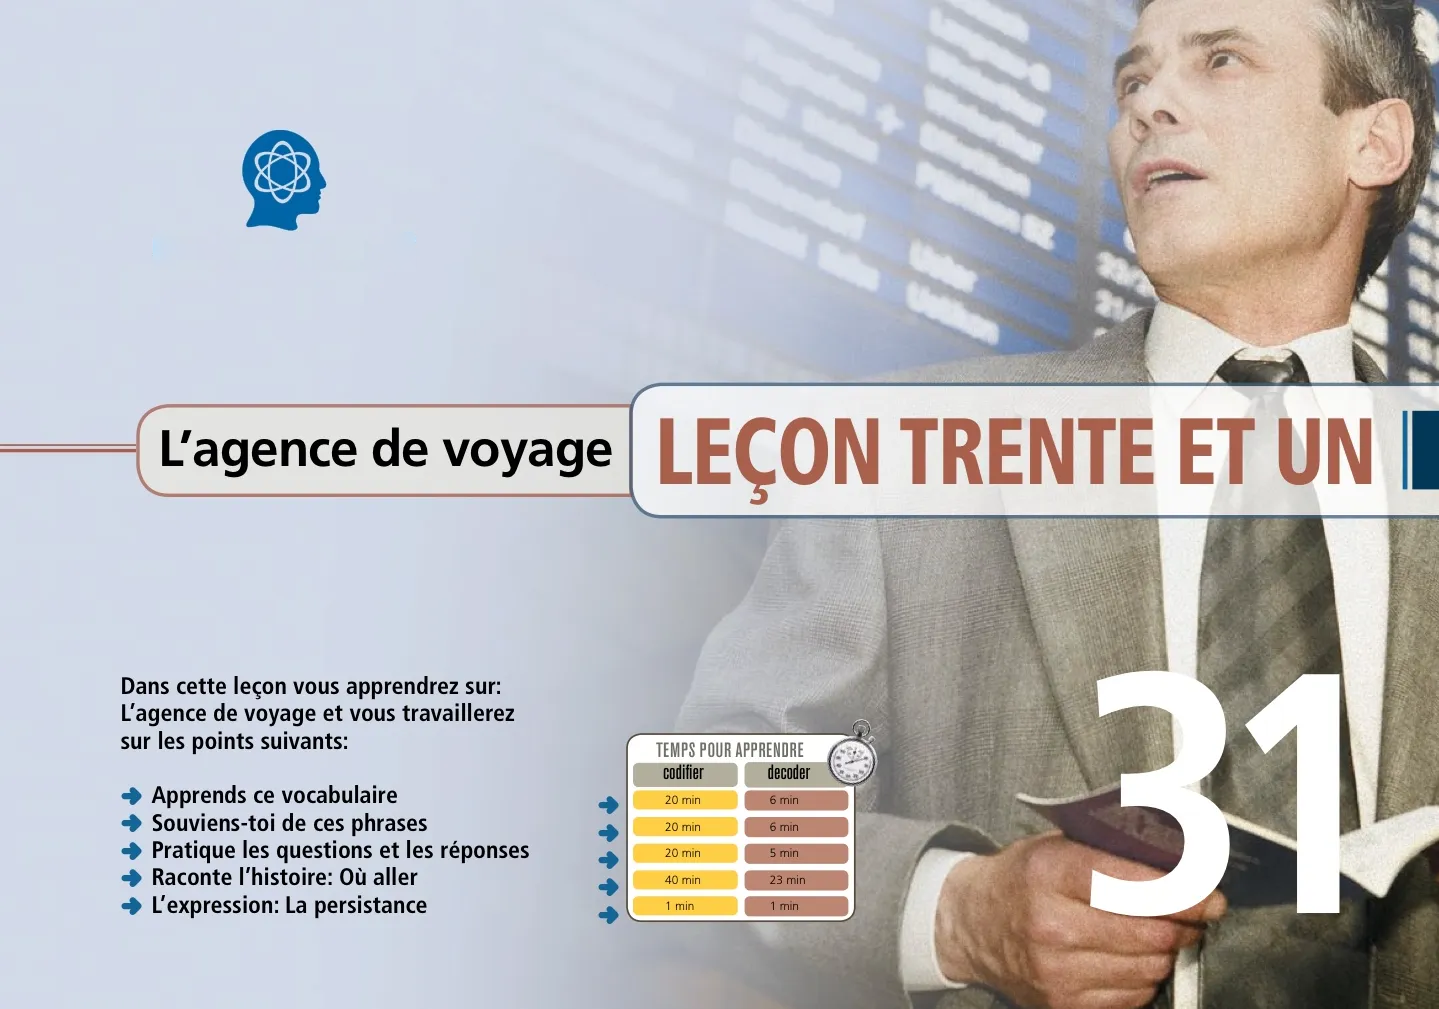 L'agence de voyage
LEÇON TRENTE ET UN
Dans cette leçon vous apprendrez sur:
L'agence de voyage et vous travaillerez
sur les points suivants:
Apprends ce vocabulaire
Souviens-toi de ces phrases
Pratique les questions et les réponses
Raconte l'histoire: Où aller
L'expression: La persistance
TEMPS POUR APPRENDRE
codifier decoder
20 min 6 min
20 min 6 min
20 min 5 min
40 min 23 min
1 min 1 min
31